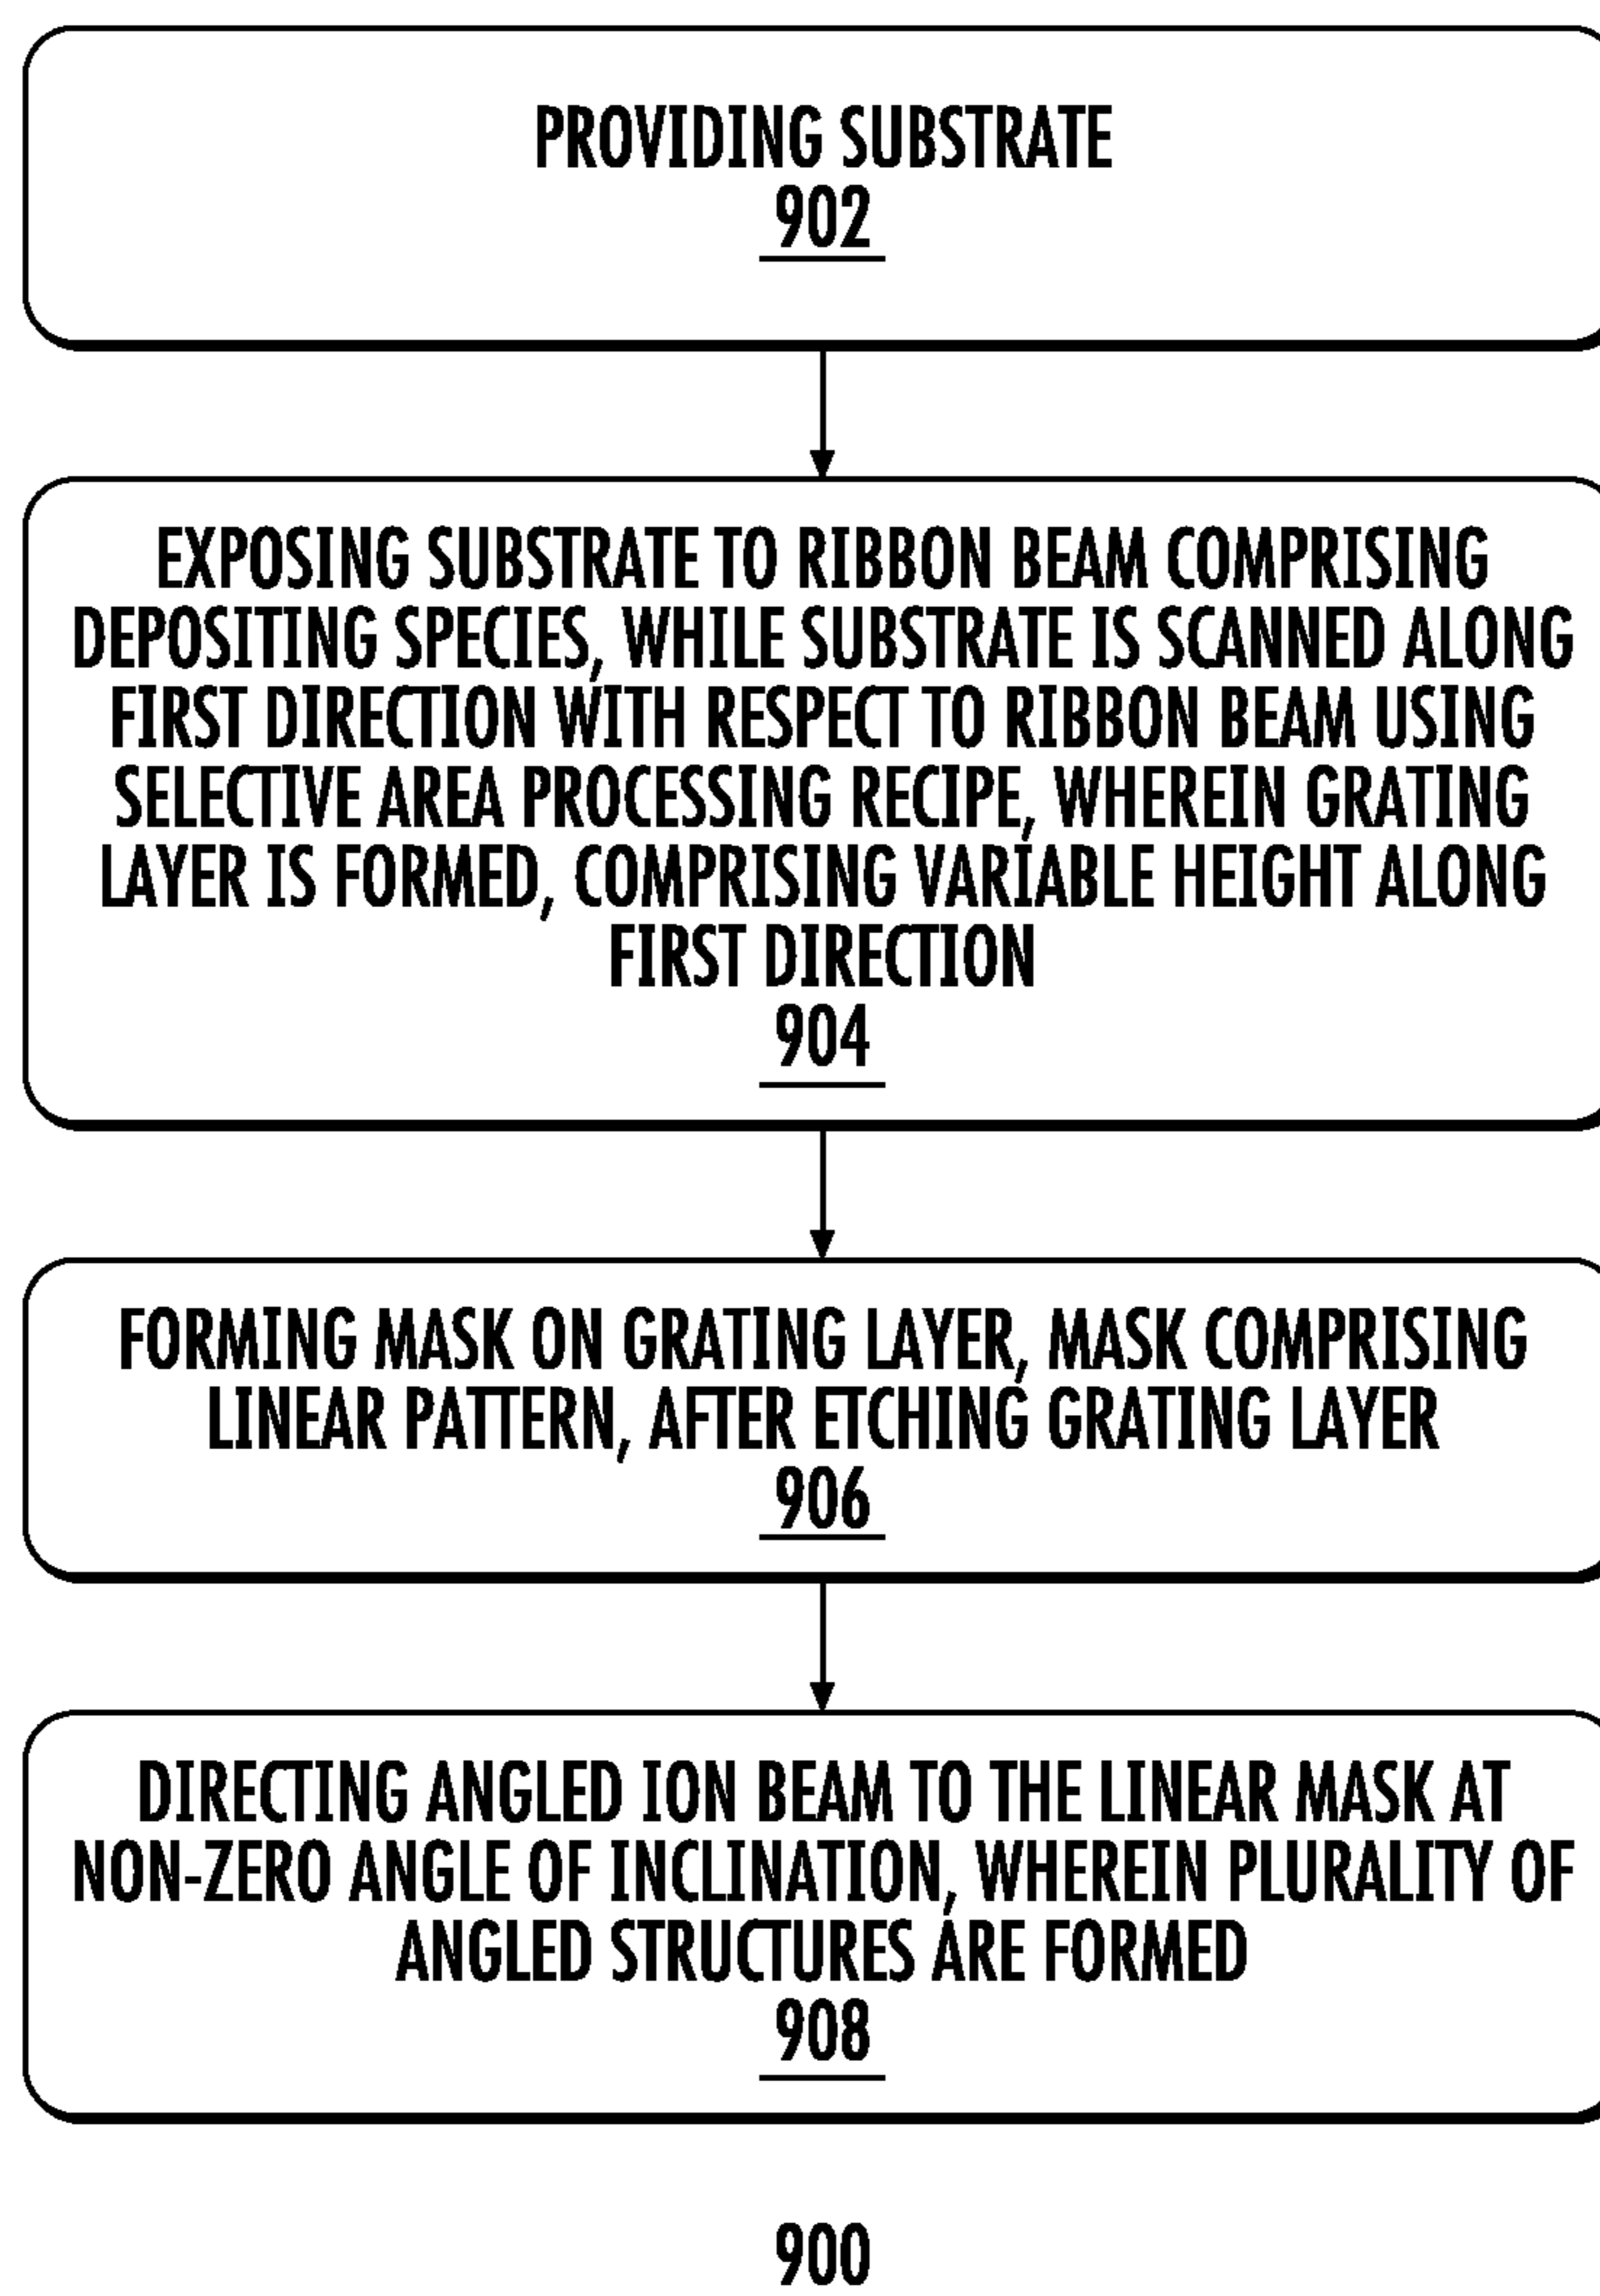 PROVIDING SUBSTRATE
902
EXPOSING SUBSTRATE TO RIBBON BEAM COMPRISING
DEPOSITING SPECIES, WHILE SUBSTRATE IS SCANNED ALONG
FIRST DIRECTION WITH RESPECT TO RIBBON BEAM USING
SELECTIVE AREA PROCESSING RECIPE, WHEREIN GRATING
LAYER IS FORMED, COMPRISING VARIABLE HEIGHT ALONG
FIRST DIRECTION
904
FORMING MASK ON GRATING LAYER, MASK COMPRISING
LINEAR PATTERN, AFTER ETCHING GRATING LAYER
906
DIRECTING ANGLED ION BEAM TO THE LINEAR MASK AT
NON-ZERO ANGLE OF INCLINATION, WHEREIN PLURALITY OF
ANGLED STRUCTURES ARE FORMED
908
900